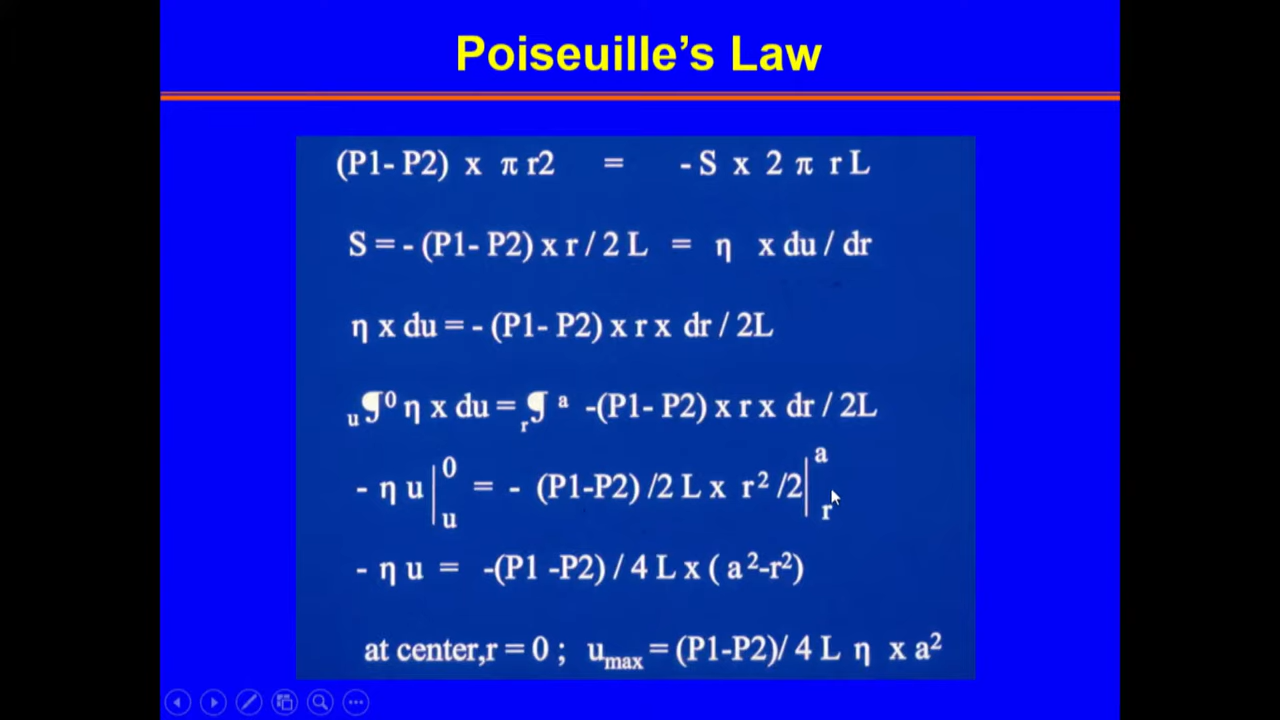 Poiseuille's Law
(P1- P2) x π r2 = - S x 2 π r L
S = - (P1- P2) x r / 2 L = η x du / dr
η x du = - (P1- P2) x r x dr / 2L
u ¶ 0 η x du = r ¶ a -(P1- P2) x r x dr / 2L
- η u | 0 u = - (P1-P2) /2 L x r² /2 | a r
- η u = -(P1 -P2) / 4 L x ( a²-r²)
at center,r = 0 ; umax = (P1-P2)/ 4 L η x a²